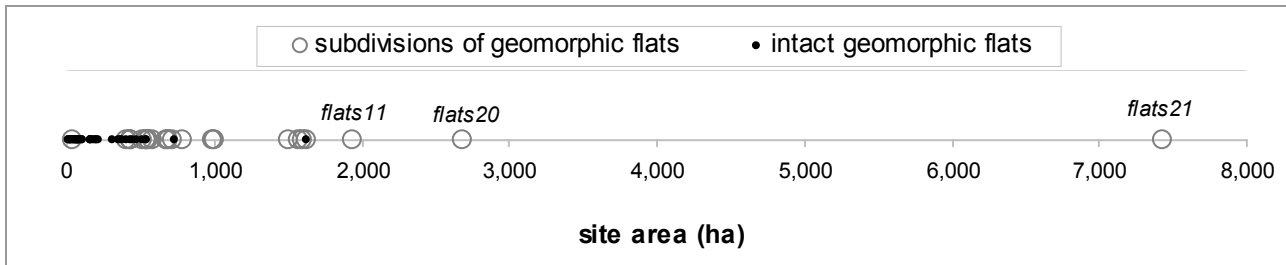 subdivisions of geomorphic flats intact geomorphic flats
flats11 flats20 flats21
0 1,000 2,000 3,000 4,000 5,000 6,000 7,000 8,000
site area (ha)